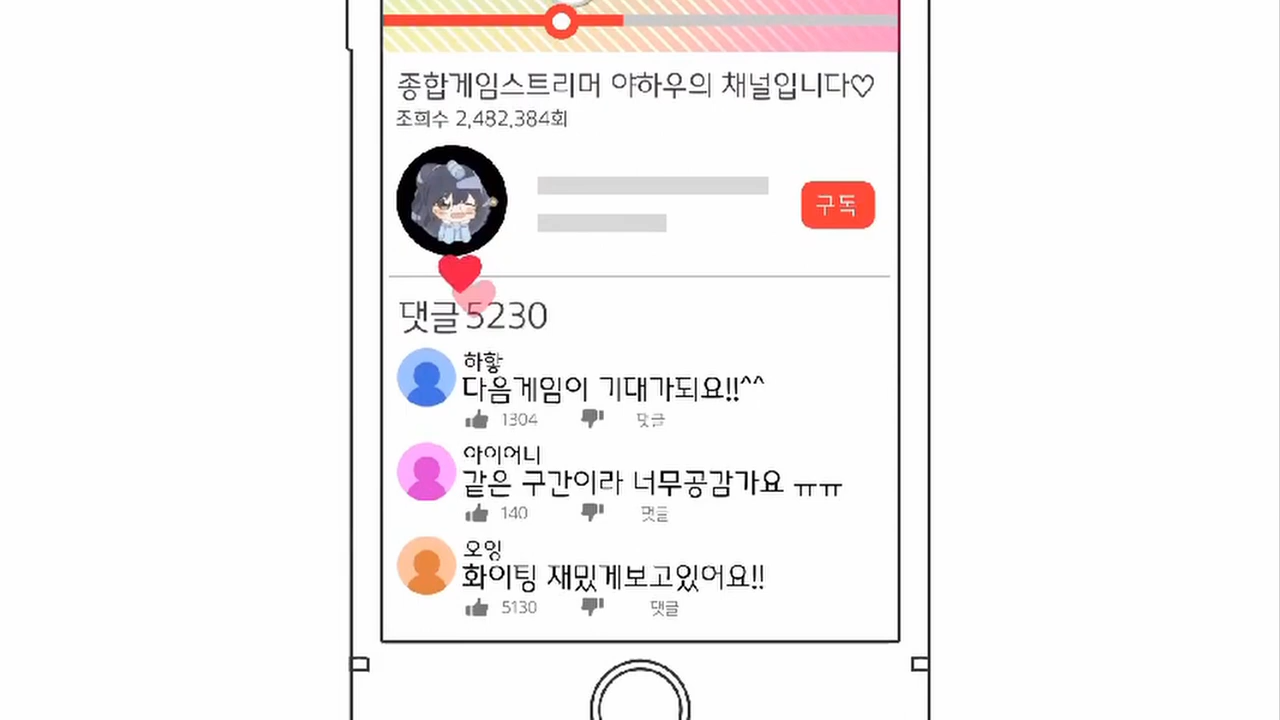 종합게임스트리머 야하우의 채널입니다♡
조회수 2,482,384회
구독
댓글 5230
하핳
다음게임이 기대가되요!!^^
1304 댓글
아이어니
같은 구간이라 너무공감가요 ㅠㅠ
140 댓글
오잉
화이팅 재밌게보고있어요!!
5130 댓글